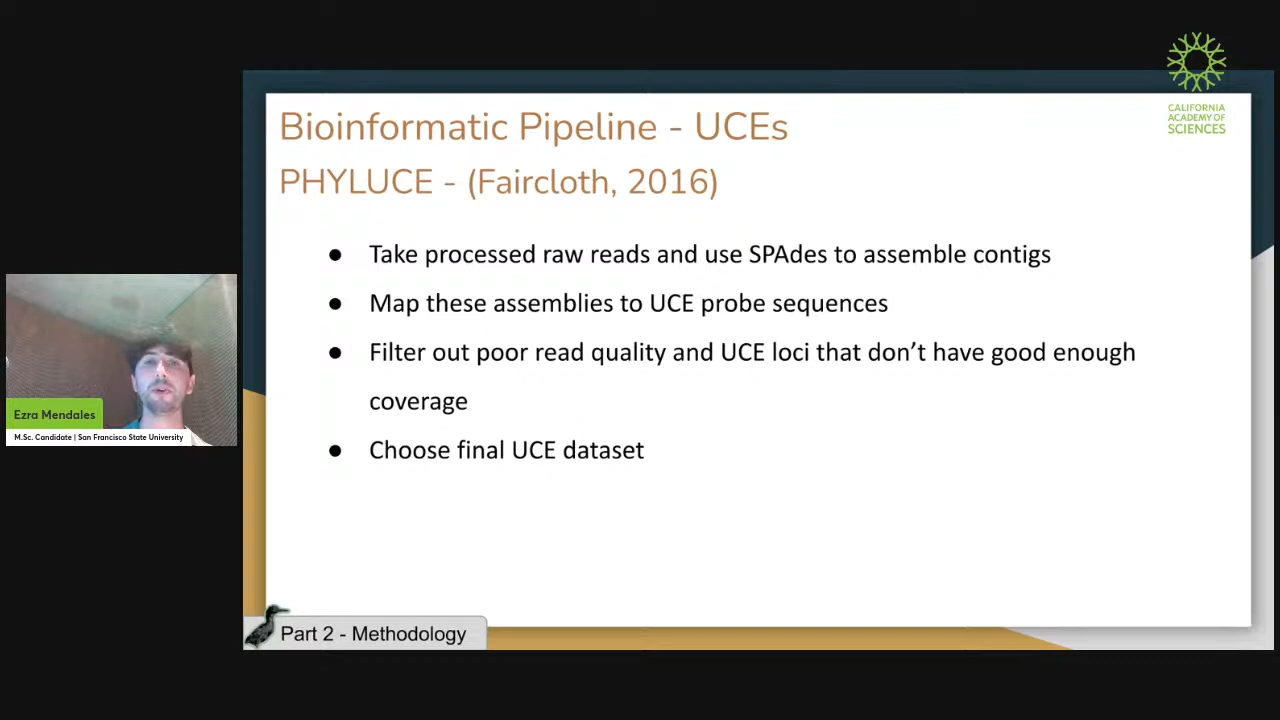 CALIFORNIA
ACADEMY OF
SCIENCES
Bioinformatic Pipeline - UCEs
PHYLUCE - (Faircloth, 2016)
● Take processed raw reads and use SPAdes to assemble contigs
● Map these assemblies to UCE probe sequences
● Filter out poor read quality and UCE loci that don’t have good enough
coverage
● Choose final UCE dataset
Ezra Mendales
M.Sc. Candidate | San Francisco State University
Part 2 - Methodology